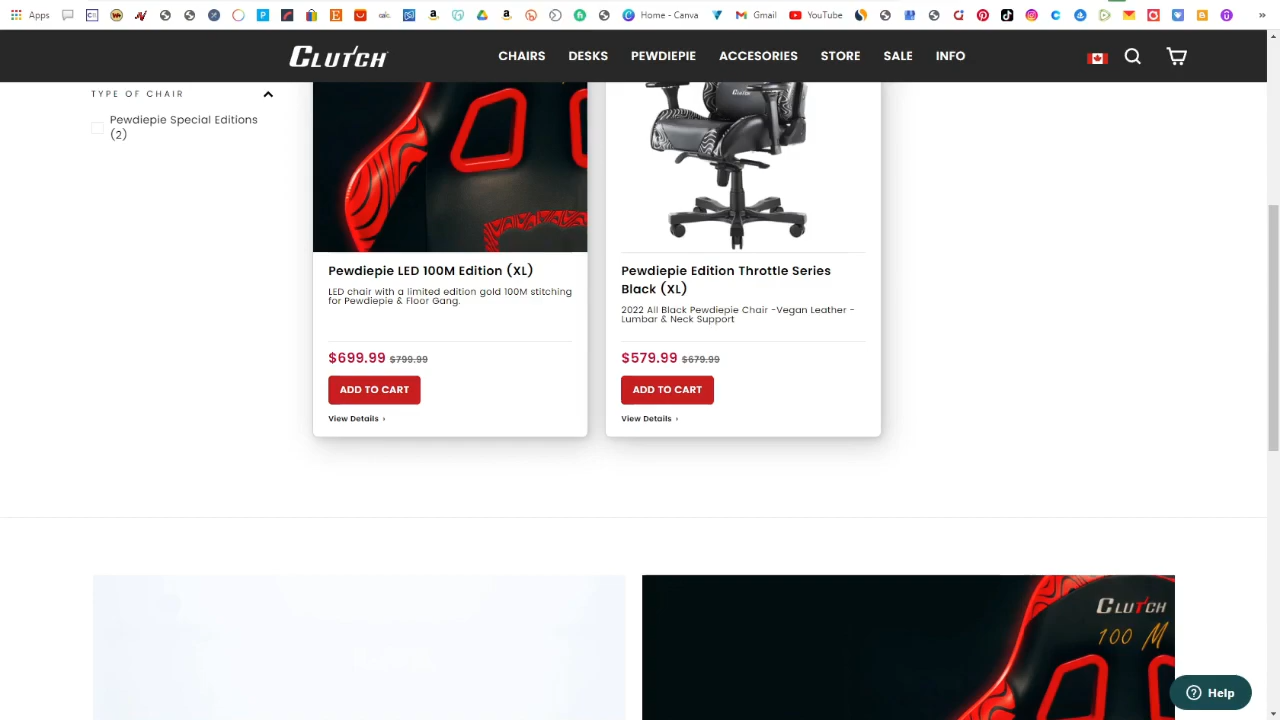 Apps
Home - Canva
Gmail
YouTube
»
CLUTCH
CHAIRS DESKS PEWDIEPIE ACCESORIES STORE SALE INFO
TYPE OF CHAIR
Pewdiepie Special Editions
(2)
Pewdiepie LED 100M Edition (XL)
LED chair with a limited edition gold 100M stitching
for Pewdiepie & Floor Gang.
$699.99 $799.99
ADD TO CART
View Details ›
CLUTCH
Pewdiepie Edition Throttle Series
Black (XL)
2022 All Black Pewdiepie Chair -Vegan Leather -
Lumbar & Neck Support
$579.99 $679.99
ADD TO CART
View Details ›
CLUTCH
100 M
Help